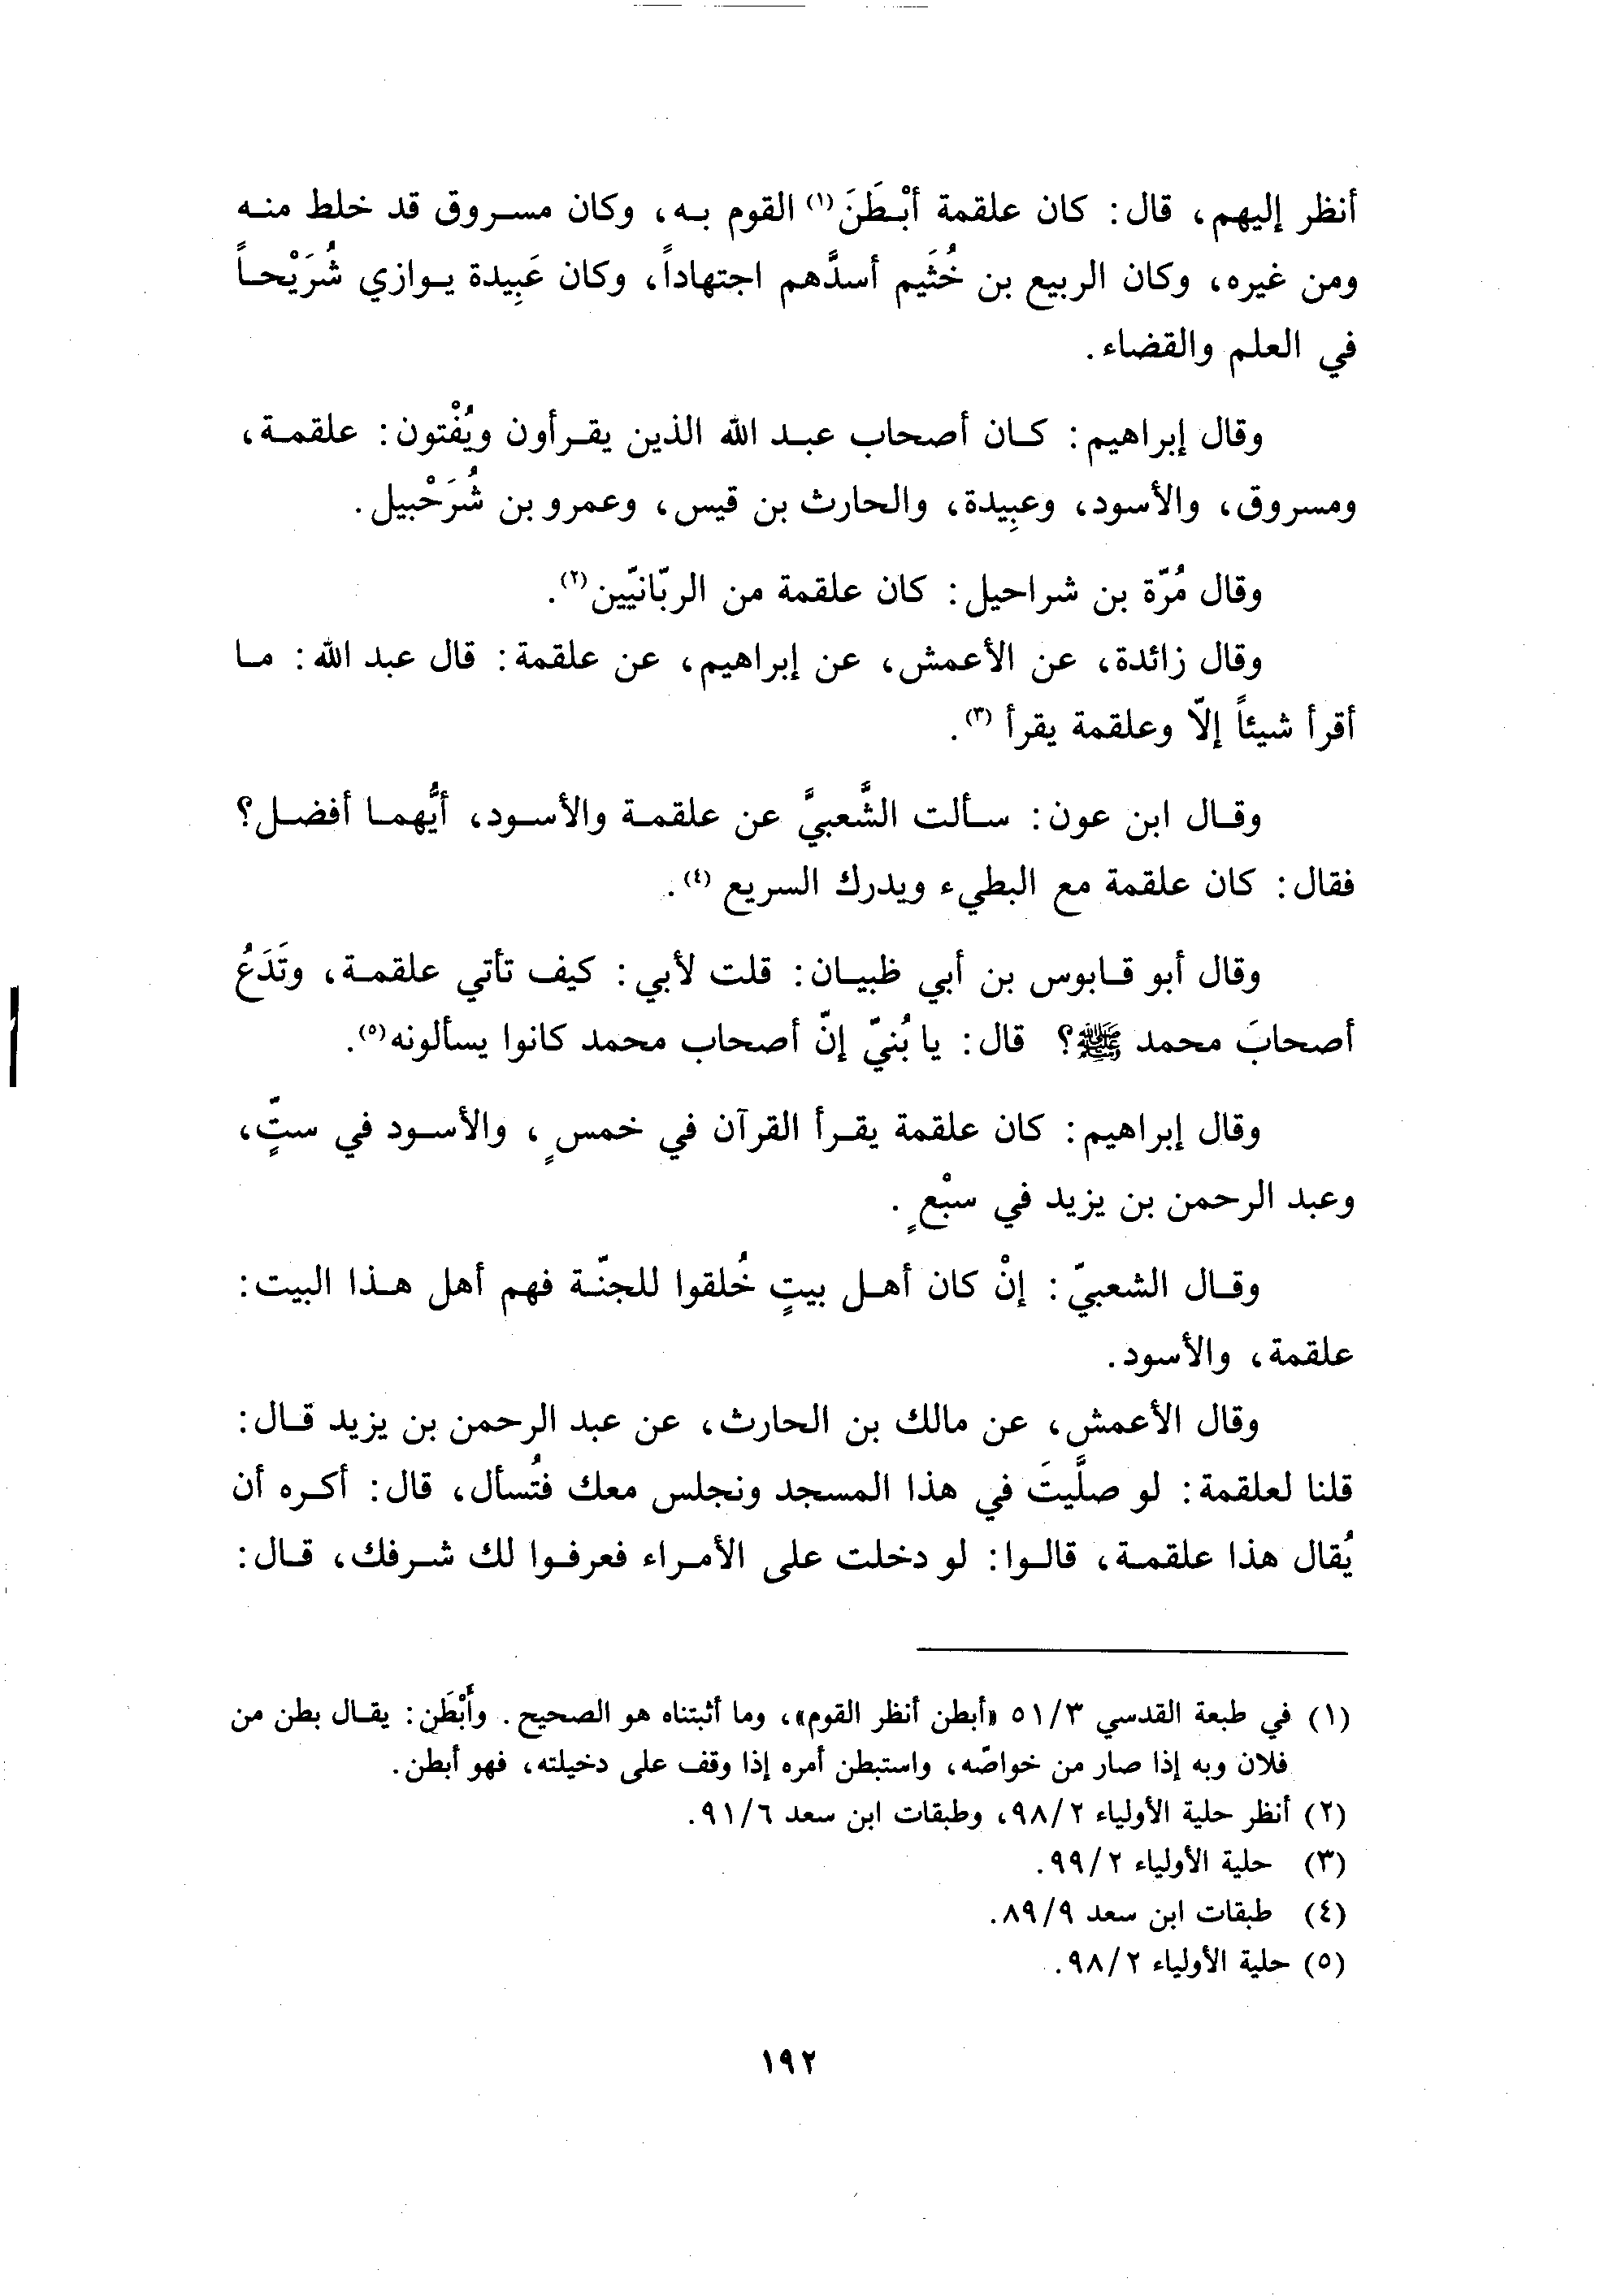 أنظر إليهم، قال: كان علقمة أبْطَنَ(١) القوم به، وكان مسروق قد خلط منه
ومن غيره، وكان الربيع بن خُثَيم أسدَّهم اجتهاداً، وكان عَبِيدة يوازي شُرَيْحاً
في العلم والقضاء.
وقال إبراهيم: كان أصحاب عبد الله الذين يقرأون ويُفْتون: علقمة،
ومسروق، والأسود، وعبِيدة، والحارث بن قيس، وعمرو بن شُرَحْبيل.
وقال مُرّة بن شراحيل: كان علقمة من الربّانيّين(٢).
وقال زائدة، عن الأعمش، عن إبراهيم، عن علقمة: قال عبد الله: ما
أقرأ شيئاً إلّا وعلقمة يقرأ (٣).
وقال ابن عون: سألت الشَّعبيَّ عن علقمة والأسود، أيُّهما أفضل؟
فقال: كان علقمة مع البطيء ويدرك السريع (٤).
وقال أبو قابوس بن أبي ظبيان: قلت لأبي: كيف تأتي علقمة، وتَدَعُ
أصحابَ محمد ﷺ؟ قال: يا بُنيّ إنّ أصحاب محمد كانوا يسألونه(٥).
وقال إبراهيم: كان علقمة يقرأ القرآن في خمسٍ، والأسود في ستٍّ،
وعبد الرحمن بن يزيد في سبْعٍ.
وقال الشعبيّ: إنْ كان أهل بيتٍ خُلقوا للجنّة فهم أهل هذا البيت:
علقمة، والأسود.
وقال الأعمش، عن مالك بن الحارث، عن عبد الرحمن بن يزيد قال:
قلنا لعلقمة: لو صلَّيتَ في هذا المسجد ونجلس معك فتُسأل، قال: أكره أن
يُقال هذا علقمة، قالوا: لو دخلت على الأمراء فعرفوا لك شرفك، قال:
(١) في طبعة القدسي ٥١/٣ «أبطن أنظر القوم»، وما أثبتناه هو الصحيح. وأَبْطَن: يقال بطن من
فلان وبه إذا صار من خواصّه، واستبطن أمره إذا وقف على دخيلته، فهو أبطن.
(٢) أنظر حلية الأولياء ٩٨/٢، وطبقات ابن سعد ٩١/٦.
(٣) حلية الأولياء ٩٩/٢.
(٤) طبقات ابن سعد ٨٩/٩.
(٥) حلية الأولياء ٩٨/٢.
١٩٢